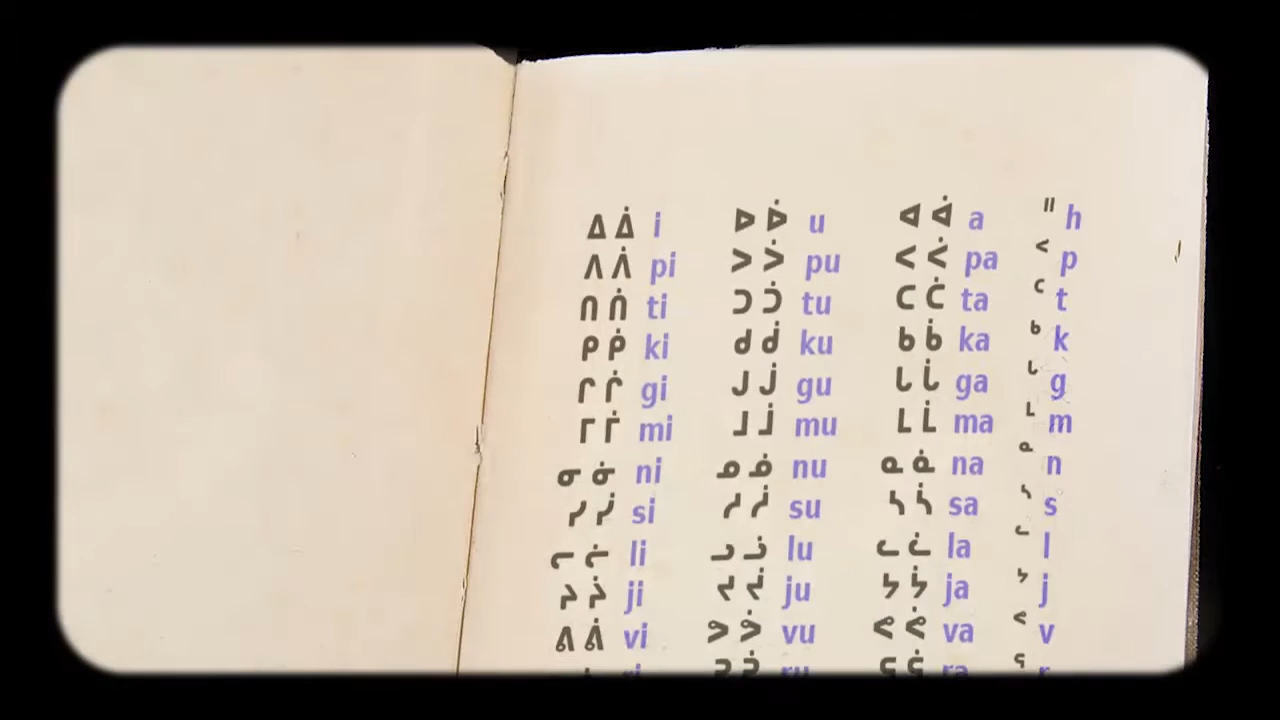 ᐃ ᐄ i ᐅ ᐆ u ᐊ ᐋ a ᐦ h
ᐱ ᐲ pi ᐳ ᐴ pu ᐸ ᐹ pa ᑉ p
ᑎ ᑏ ti ᑐ ᑑ tu ᑕ ᑖ ta ᑦ t
ᑭ ᑮ ki ᑯ ᑰ ku ᑲ ᑳ ka ᒃ k
ᒋ ᒌ gi ᒍ ᒎ gu ᒐ ᒑ ga ᒡ g
ᒥ ᒦ mi ᒧ ᒨ mu ᒪ ᒫ ma ᒻ m
ᓂ ᓃ ni ᓄ ᓅ nu ᓇ ᓈ na ᓐ n
ᓯ ᓰ si ᓱ ᓲ su ᓴ ᓵ sa ᔅ s
ᓕ ᓖ li ᓗ ᓘ lu ᓚ ᓛ la ᓪ l
ᔨ ᔩ ji ᔪ ᔫ ju ᔭ ᔮ ja ᔾ j
ᕕ ᕖ vi ᕗ ᕘ vu ᕙ ᕚ va ᕝ v